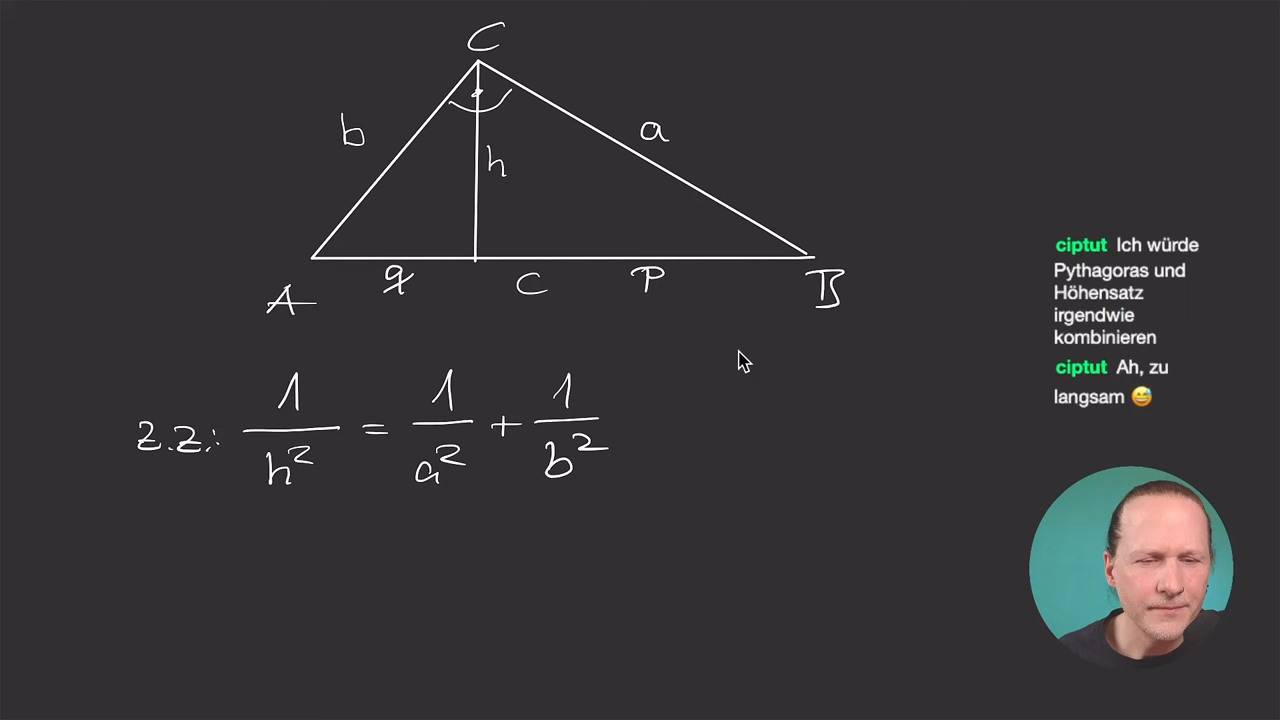 C
b
a
h
A q C P B
z.z.: 1/h² = 1/a² + 1/b²
ciptut Ich würde
Pythagoras und
Höhensatz
irgendwie
kombinieren
ciptut Ah, zu
langsam 😅